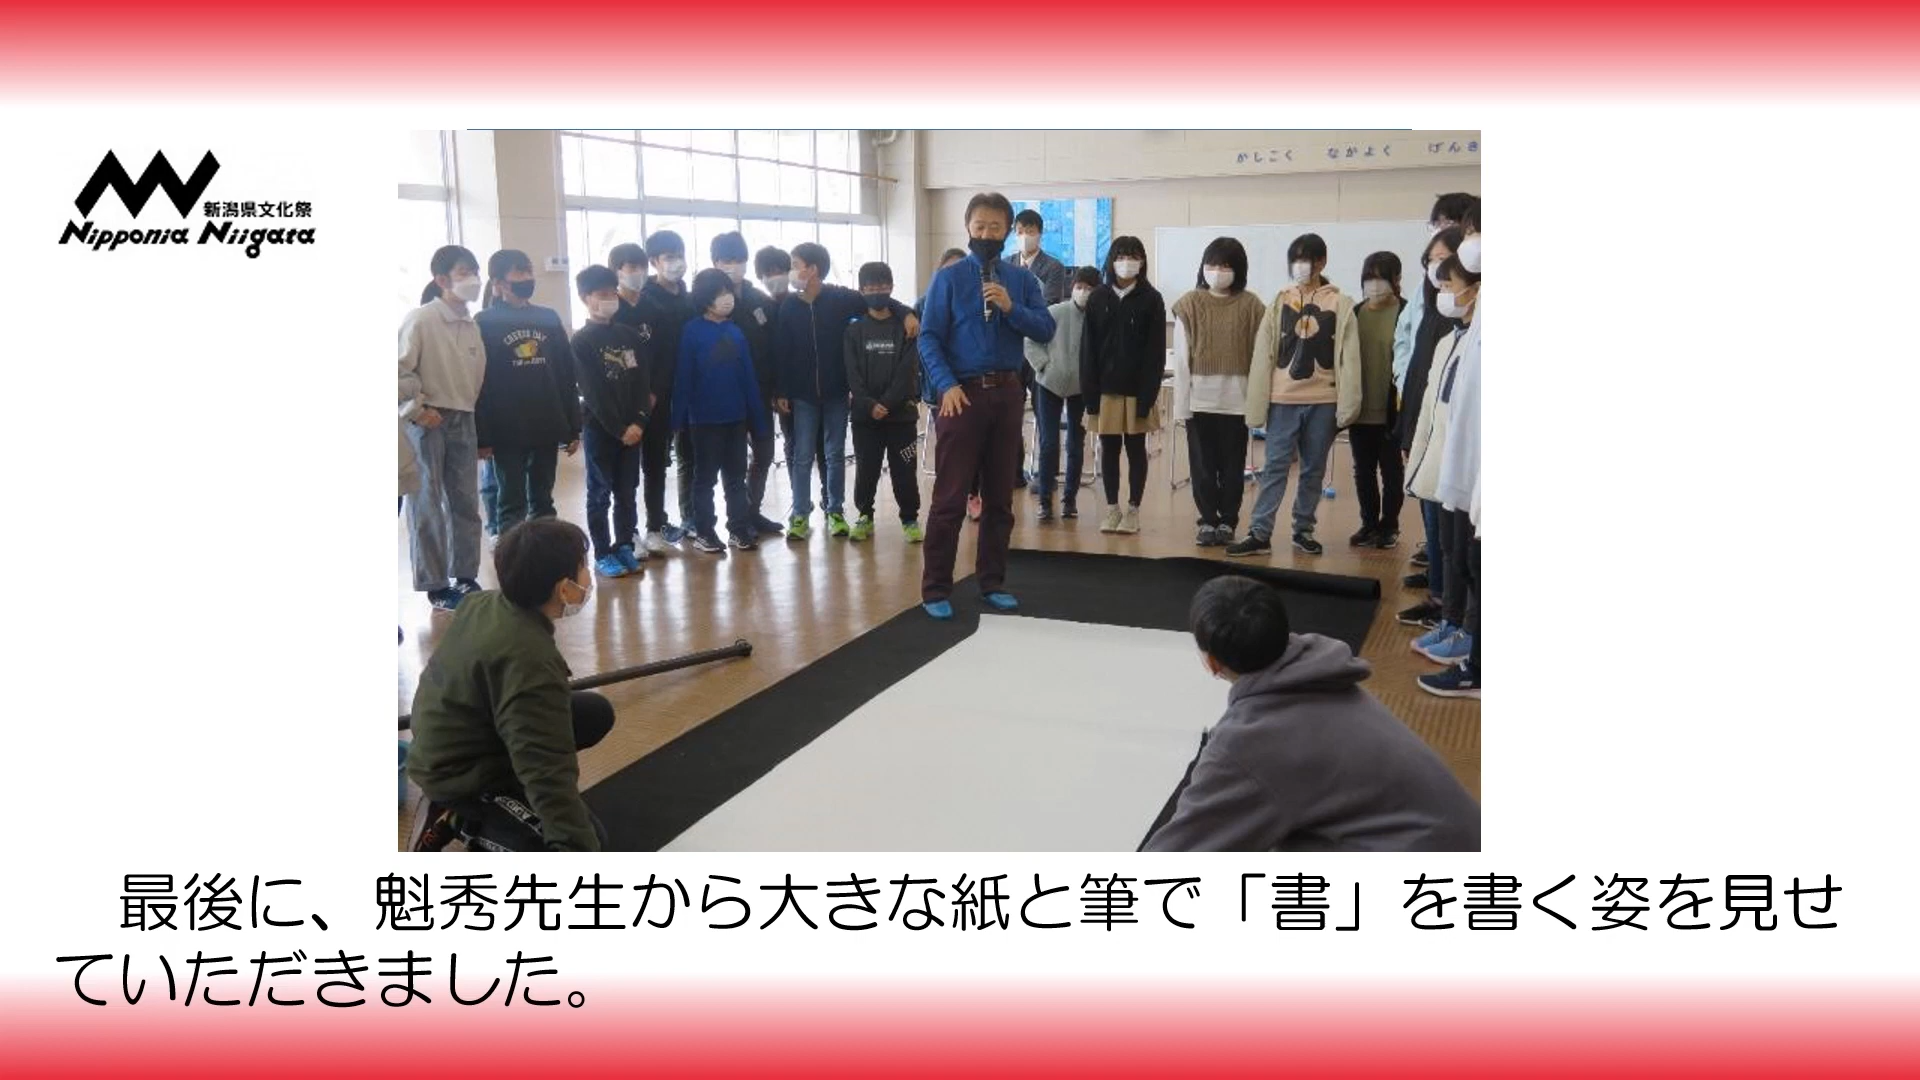 新潟県文化祭
Nipponia Niigata
かしこく なかよく げんき
最後に、魁秀先生から大きな紙と筆で「書」を書く姿を見せ
ていただきました。